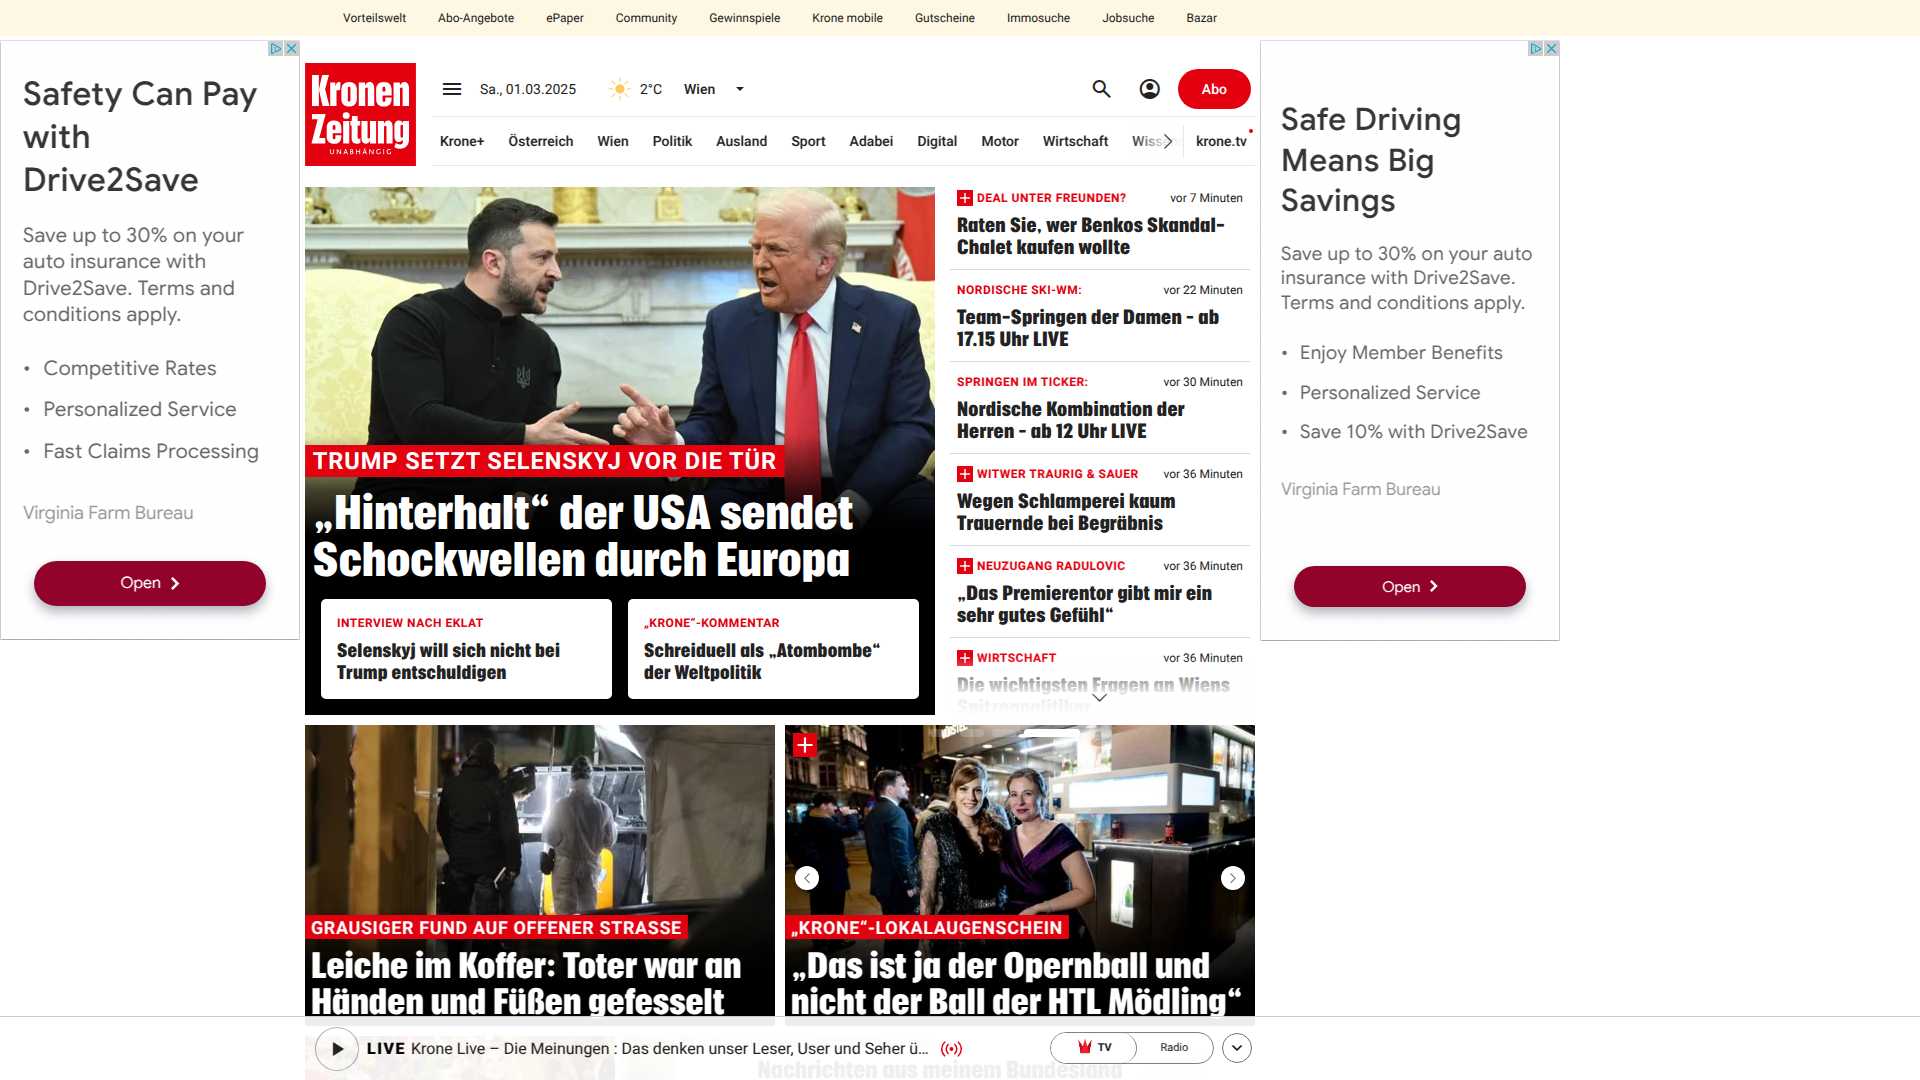 Vorteilswelt
Abo-Angebote
ePaper
Community
Gewinnspiele
Krone mobile
Gutscheine
Immosuche
Jobsuche
Bazar
Safety Can Pay
with
Drive2Save
Save up to 30% on your
auto insurance with
Drive2Save. Terms and
conditions apply.
• Competitive Rates
• Personalized Service
• Fast Claims Processing
Virginia Farm Bureau
Open
Kronen
Zeitung
UNABHÄNGIG
Sa., 01.03.2025
2°C
Wien
Abo
Krone+
Österreich
Wien
Politik
Ausland
Sport
Adabei
Digital
Motor
Wirtschaft
krone.tv
TRUMP SETZT SELENSKYJ VOR DIE TÜR
„Hinterhalt“ der USA sendet
Schockwellen durch Europa
INTERVIEW NACH EKLAT
Selenskyj will sich nicht bei
Trump entschuldigen
„KRONE“-KOMMENTAR
Schreiduell als „Atombombe“
der Weltpolitik
DEAL UNTER FREUNDEN?
vor 7 Minuten
Raten Sie, wer Benkos Skandal-
Chalet kaufen wollte
NORDISCHE SKI-WM:
vor 22 Minuten
Team-Springen der Damen - ab
17.15 Uhr LIVE
SPRINGEN IM TICKER:
vor 30 Minuten
Nordische Kombination der
Herren - ab 12 Uhr LIVE
WITWER TRAURIG & SAUER
vor 36 Minuten
Wegen Schlamperei kaum
Trauernde bei Begräbnis
NEUZUGANG RADULOVIC
vor 36 Minuten
„Das Premierentor gibt mir ein
sehr gutes Gefühl“
WIRTSCHAFT
vor 36 Minuten
Die wichtigsten Fragen an Wiens
Spitzenpolitiker
Safe Driving
Means Big
Savings
Save up to 30% on your auto
insurance with Drive2Save.
Terms and conditions apply.
• Enjoy Member Benefits
• Personalized Service
• Save 10% with Drive2Save
Virginia Farm Bureau
Open
GRAUSIGER FUND AUF OFFENER STRASSE
Leiche im Koffer: Toter war an
Händen und Füßen gefesselt
„KRONE“-LOKALAUGENSCHEIN
„Das ist ja der Opernball und
nicht der Ball der HTL Mödling“
LIVE Krone Live – Die Meinungen : Das denken unser Leser, User und Seher ü...
TV
Radio
Nachrichten aus meinem Bundesland